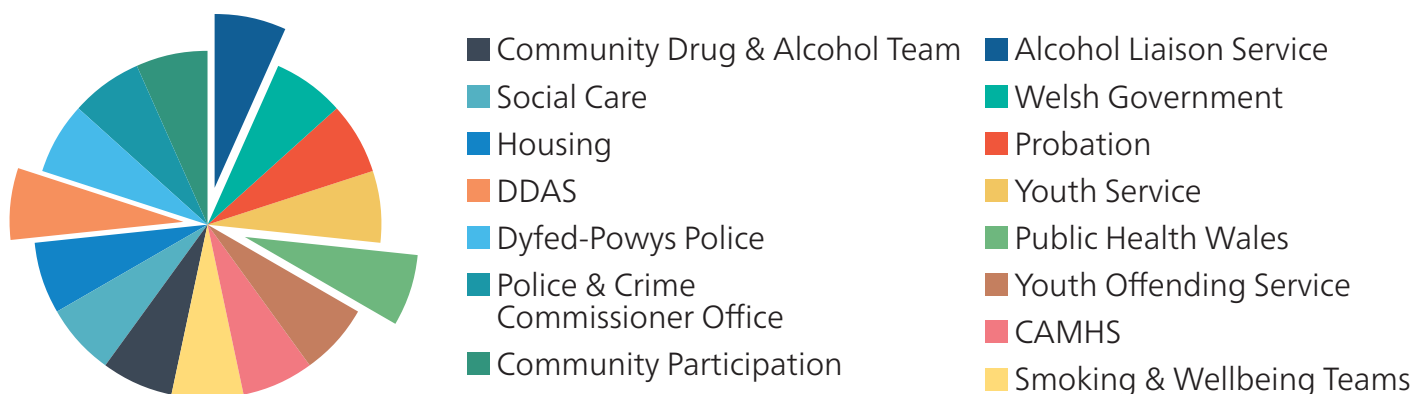 Community Drug & Alcohol Team
Social Care
Housing
DDAS
Dyfed-Powys Police
Police & Crime
Commissioner Office
Community Participation
Alcohol Liaison Service
Welsh Government
Probation
Youth Service
Public Health Wales
Youth Offending Service
CAMHS
Smoking & Wellbeing Teams